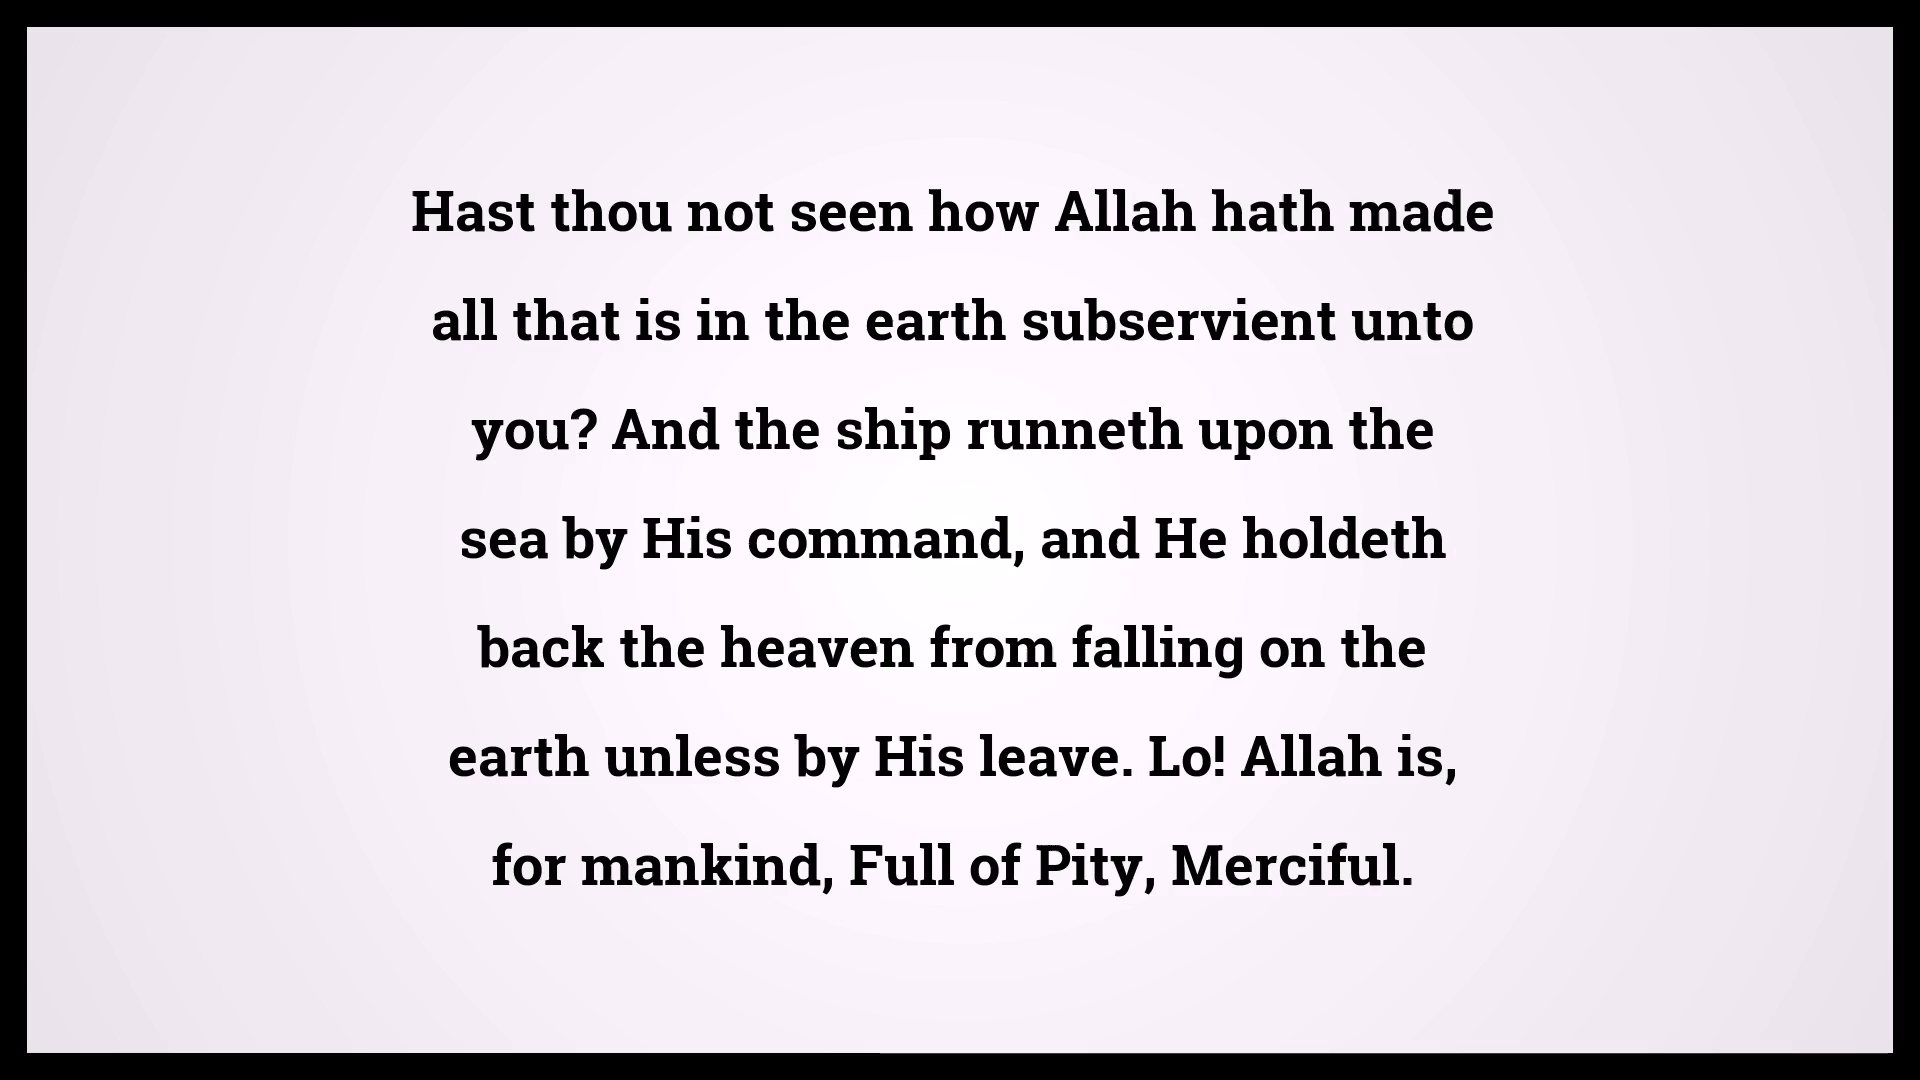 Hast thou not seen how Allah hath made
all that is in the earth subservient unto
you? And the ship runneth upon the
sea by His command, and He holdeth
back the heaven from falling on the
earth unless by His leave. Lo! Allah is,
for mankind, Full of Pity, Merciful.